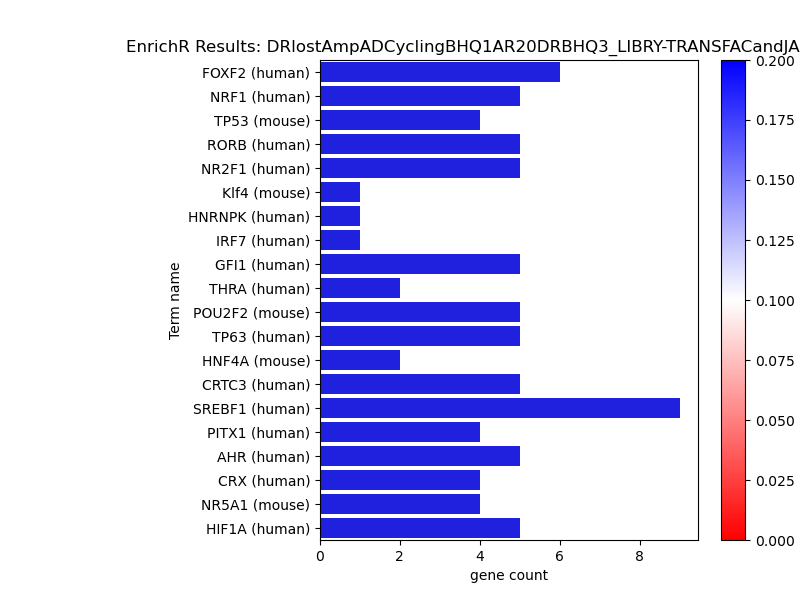 EnrichR Results: DRlostAmpADCyclingBHQ1AR20DRBHQ3_LIBRY-TRANSFACandJA
FOXF2 (human)
NRF1 (human)
TP53 (mouse)
RORB (human)
NR2F1 (human)
Klf4 (mouse)
HNRNPK (human)
IRF7 (human)
GFI1 (human)
THRA (human)
POU2F2 (mouse)
TP63 (human)
HNF4A (mouse)
CRTC3 (human)
SREBF1 (human)
PITX1 (human)
AHR (human)
CRX (human)
NR5A1 (mouse)
HIF1A (human)
Term name
0 2 4 6 8
gene count
0.200
0.175
0.150
0.125
0.100
0.075
0.050
0.025
0.000